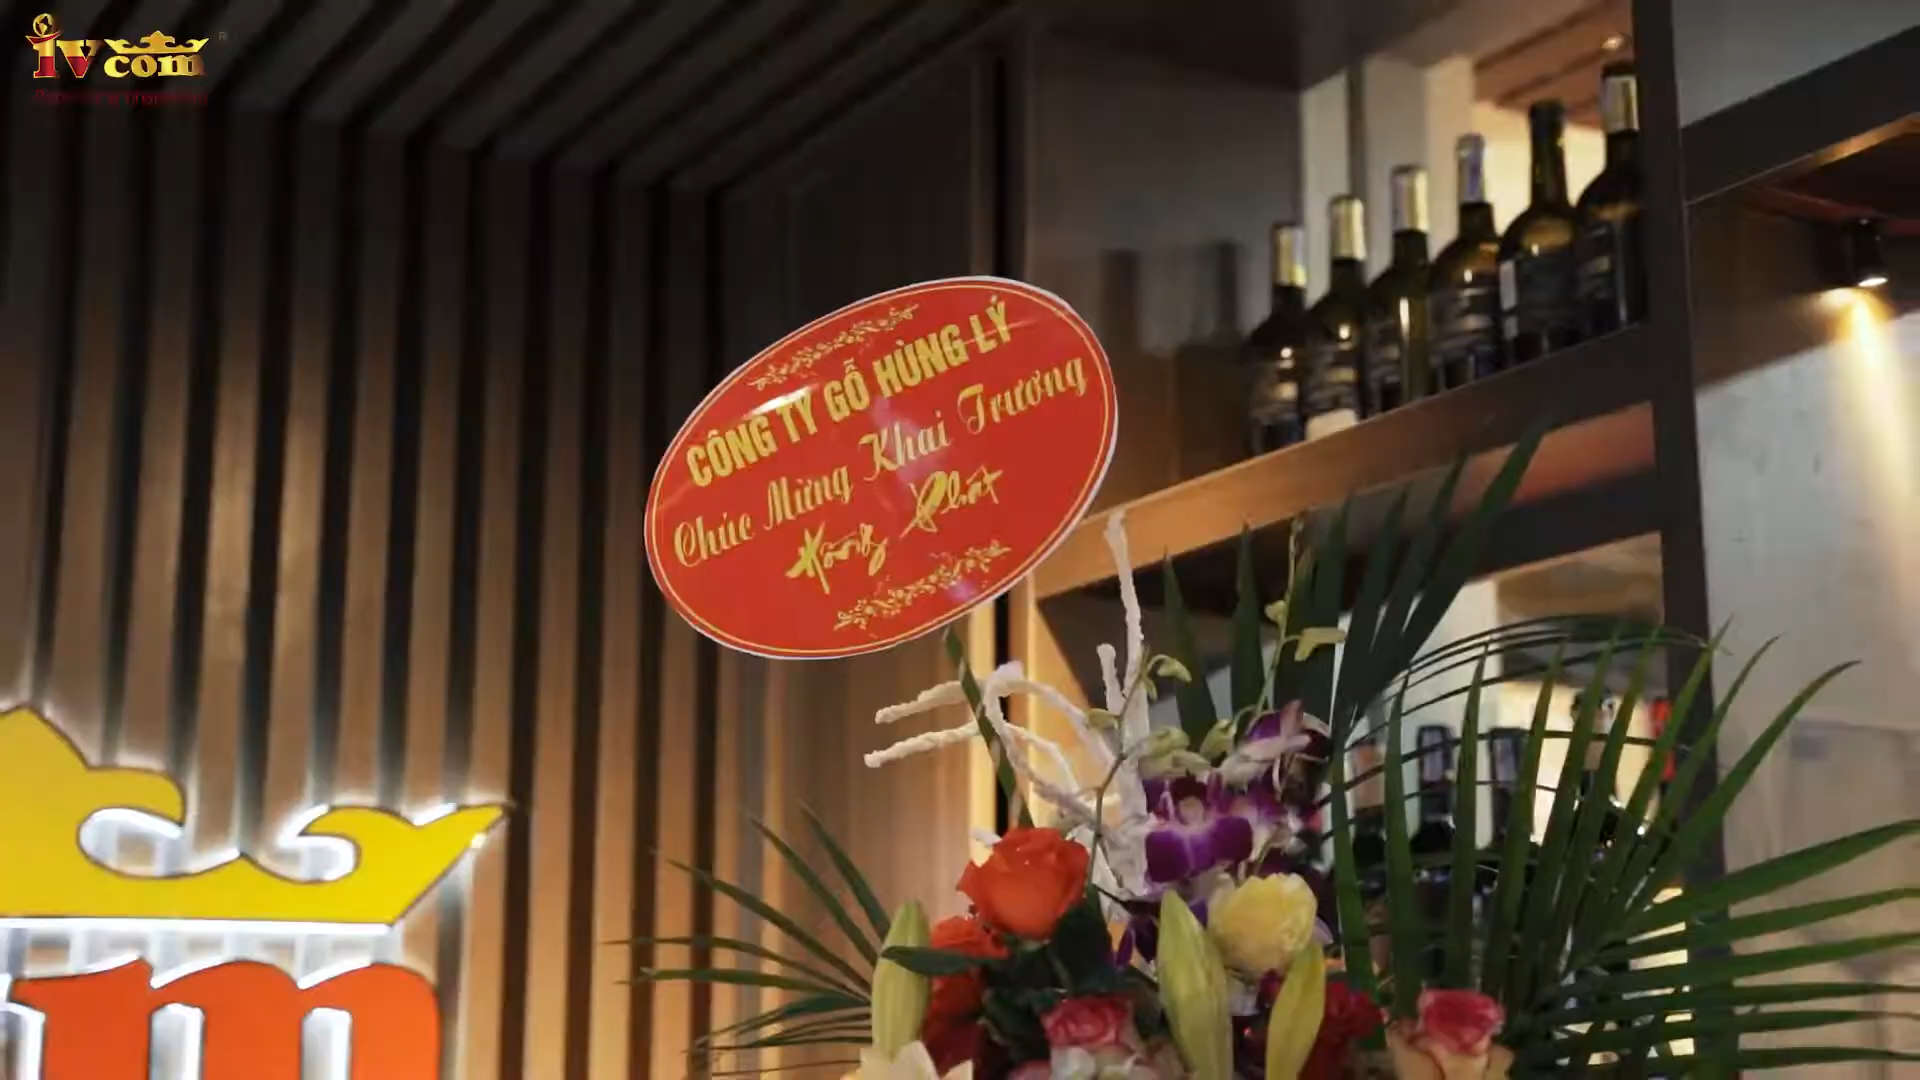 ivcom
®
CÔNG TY GỖ HÙNG LÝ
Chúc Mừng Khai Trương
Hồng Phát
m